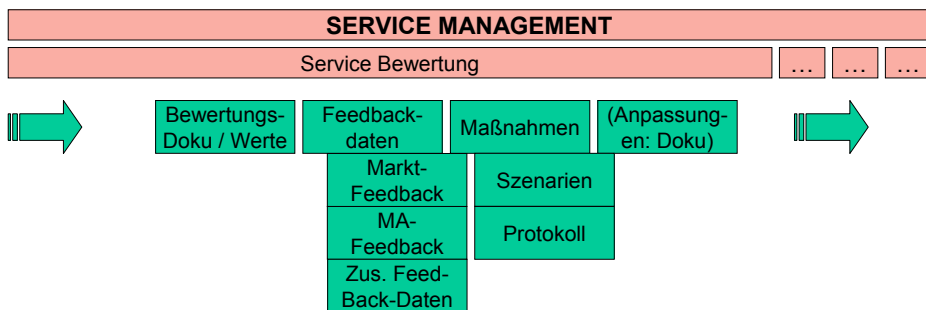 SERVICE MANAGEMENT
Service Bewertung
…
…
…
Bewertungs-
Doku / Werte
Feedback-
daten
Maßnahmen
(Anpassung-
en: Doku)
Markt-
Feedback
Szenarien
MA-
Feedback
Protokoll
Zus. Feed-
Back-Daten